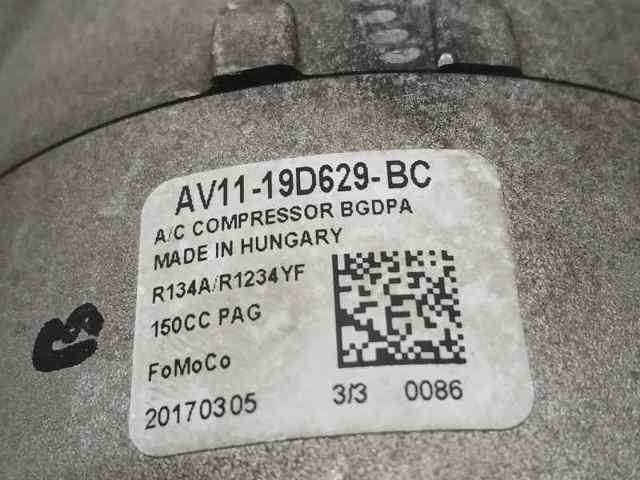 AV11-19D629-BC
A/C COMPRESSOR BGDPA
MADE IN HUNGARY
R134A/R1234YF
150CC PAG
FoMoCo
20170305 3/3 0086
B